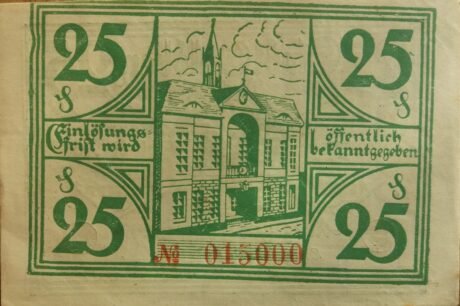 25 25
₰ ₰
Einlösungs- öffentlich
frist wird bekanntgegeben
₰ ₰
25 25
№ 015000